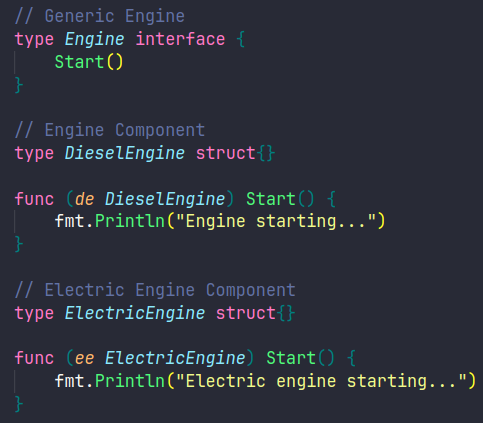 // Generic Engine
type Engine interface {
    Start()
}
// Engine Component
type DieselEngine struct{}
func (de DieselEngine) Start() {
    fmt.Println("Engine starting...")
}
// Electric Engine Component
type ElectricEngine struct{}
func (ee ElectricEngine) Start() {
    fmt.Println("Electric engine starting...")
}